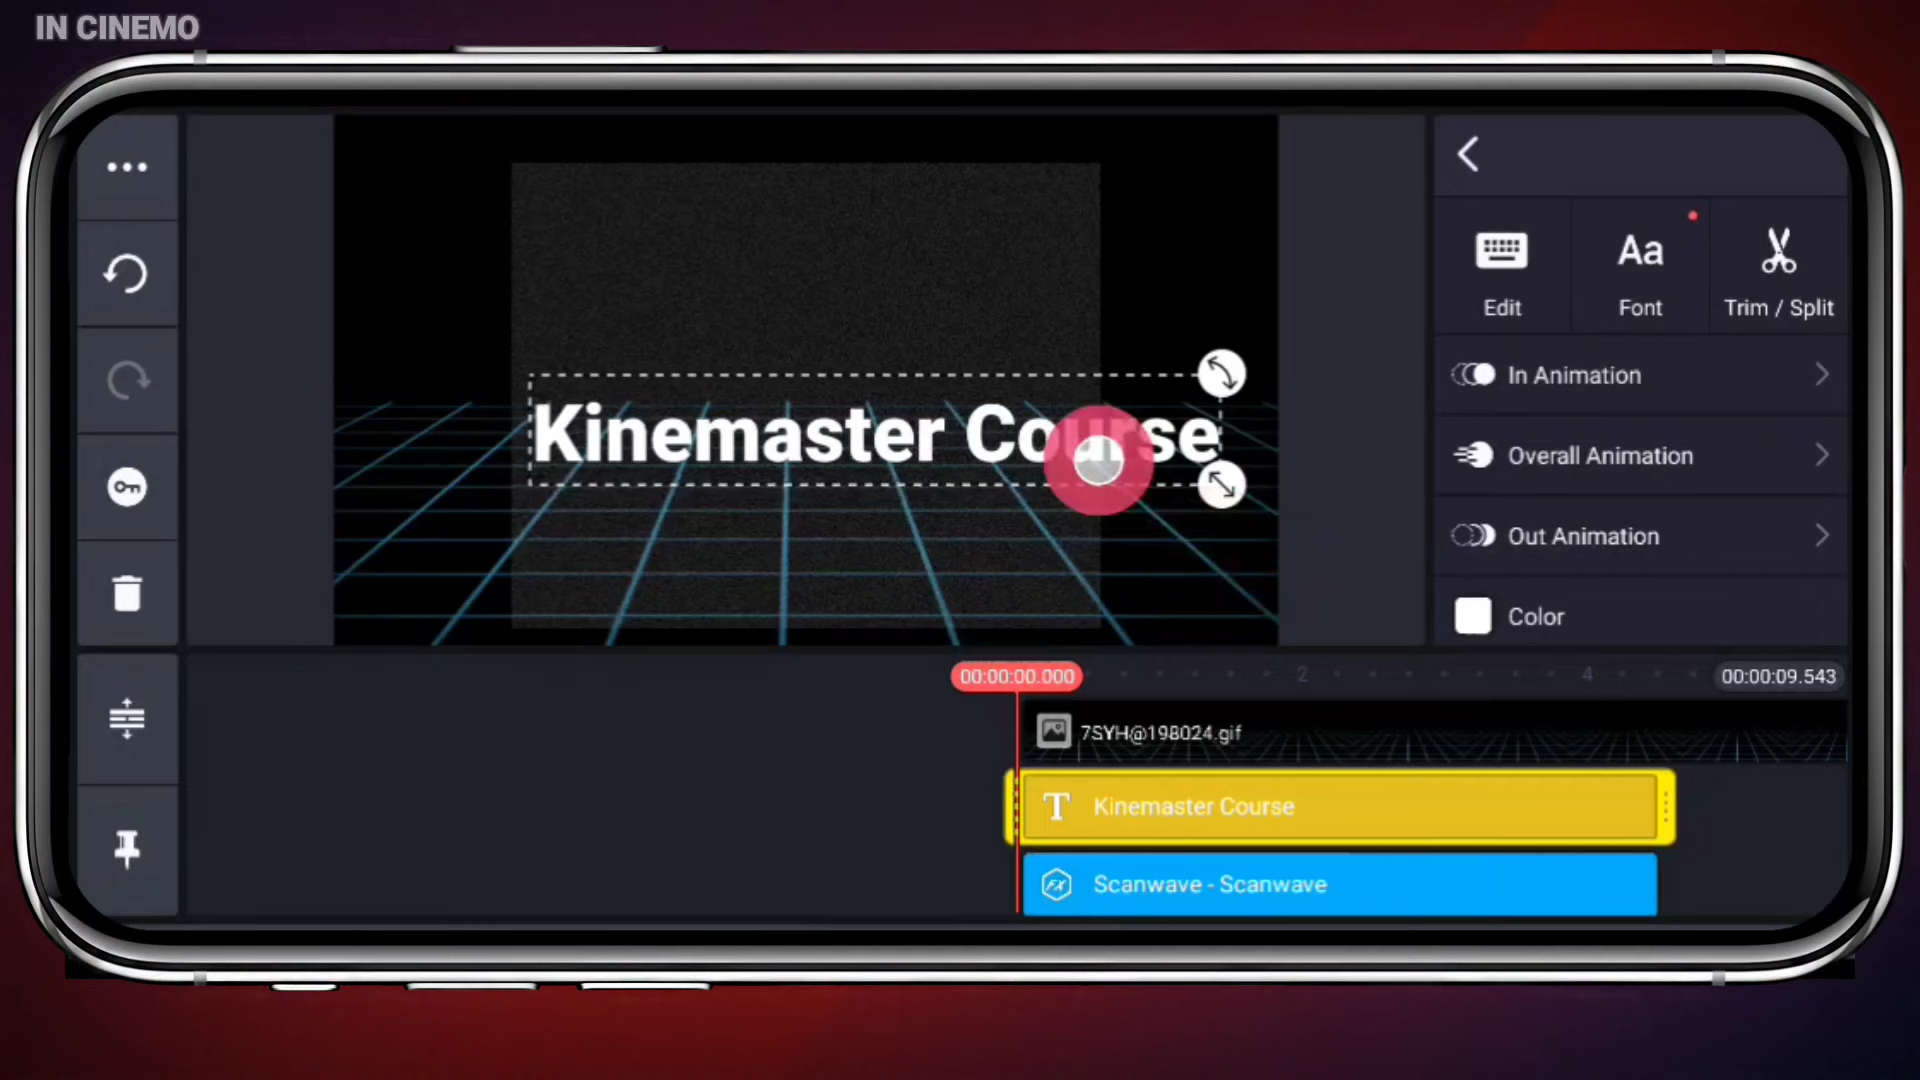 IN CINEMO
Kinemaster Course
Edit
Aa
Font
Trim / Split
In Animation
Overall Animation
Out Animation
Color
00:00:00.000
2
4
00:00:09.543
7SYH@198024.gif
T Kinemaster Course
FX Scanwave - Scanwave